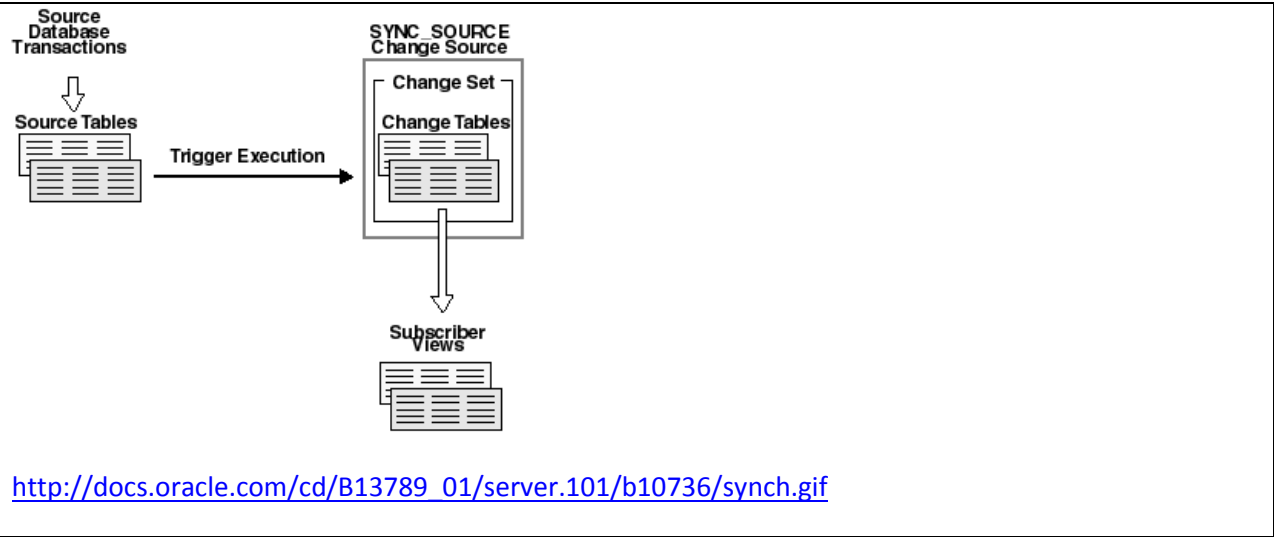 Source
Database
Transactions
SYNC_SOURCE
Change Source
Change Set
Source Tables
Change Tables
Trigger Execution
Subscriber
Views
http://docs.oracle.com/cd/B13789_01/server.101/b10736/synch.gif